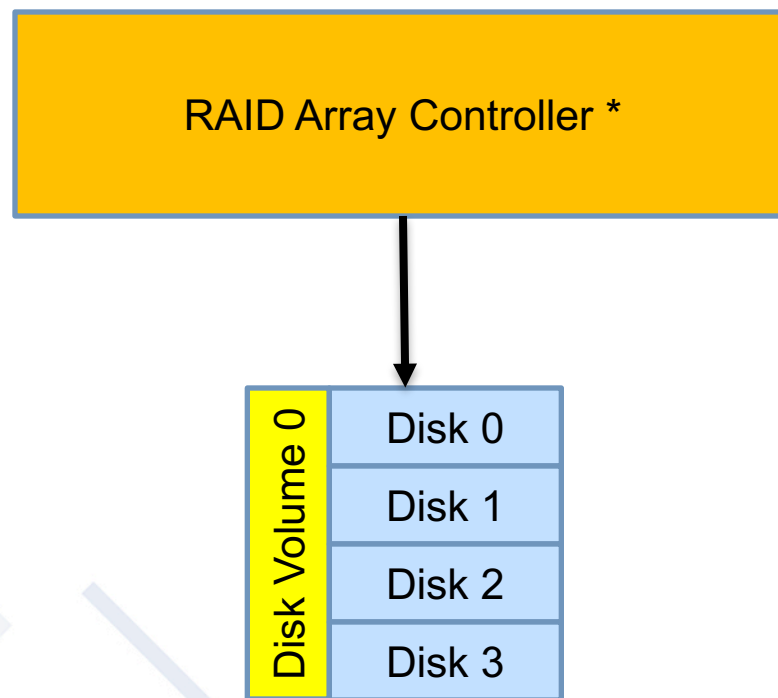 RAID Array Controller *
Disk Volume 0
Disk 0
Disk 1
Disk 2
Disk 3